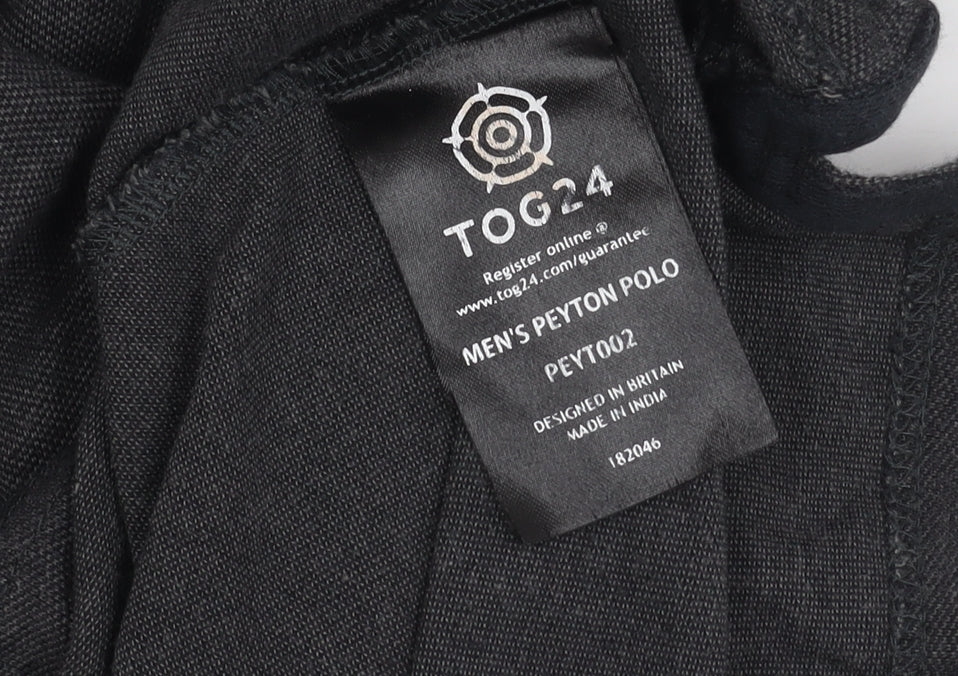 TOG24
Register online @
www.tog24.com/guarantee
MEN'S PEYTON POLO
PEYT002
DESIGNED IN BRITAIN
MADE IN INDIA
182046